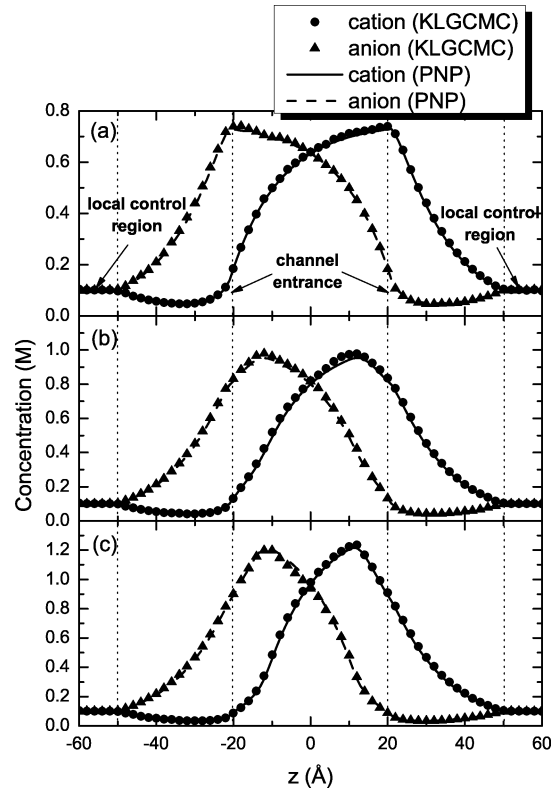 cation (KLGCMC)
anion (KLGCMC)
cation (PNP)
anion (PNP)
(a)
0.8
0.6
0.4
0.2
0.0
local control
region
channel
entrance
local control
region
(b)
1.0
0.8
0.6
0.4
0.2
0.0
Concentration (M)
(c)
1.2
1.0
0.8
0.6
0.4
0.2
0.0
-60 -40 -20 0 20 40 60
z (Å)